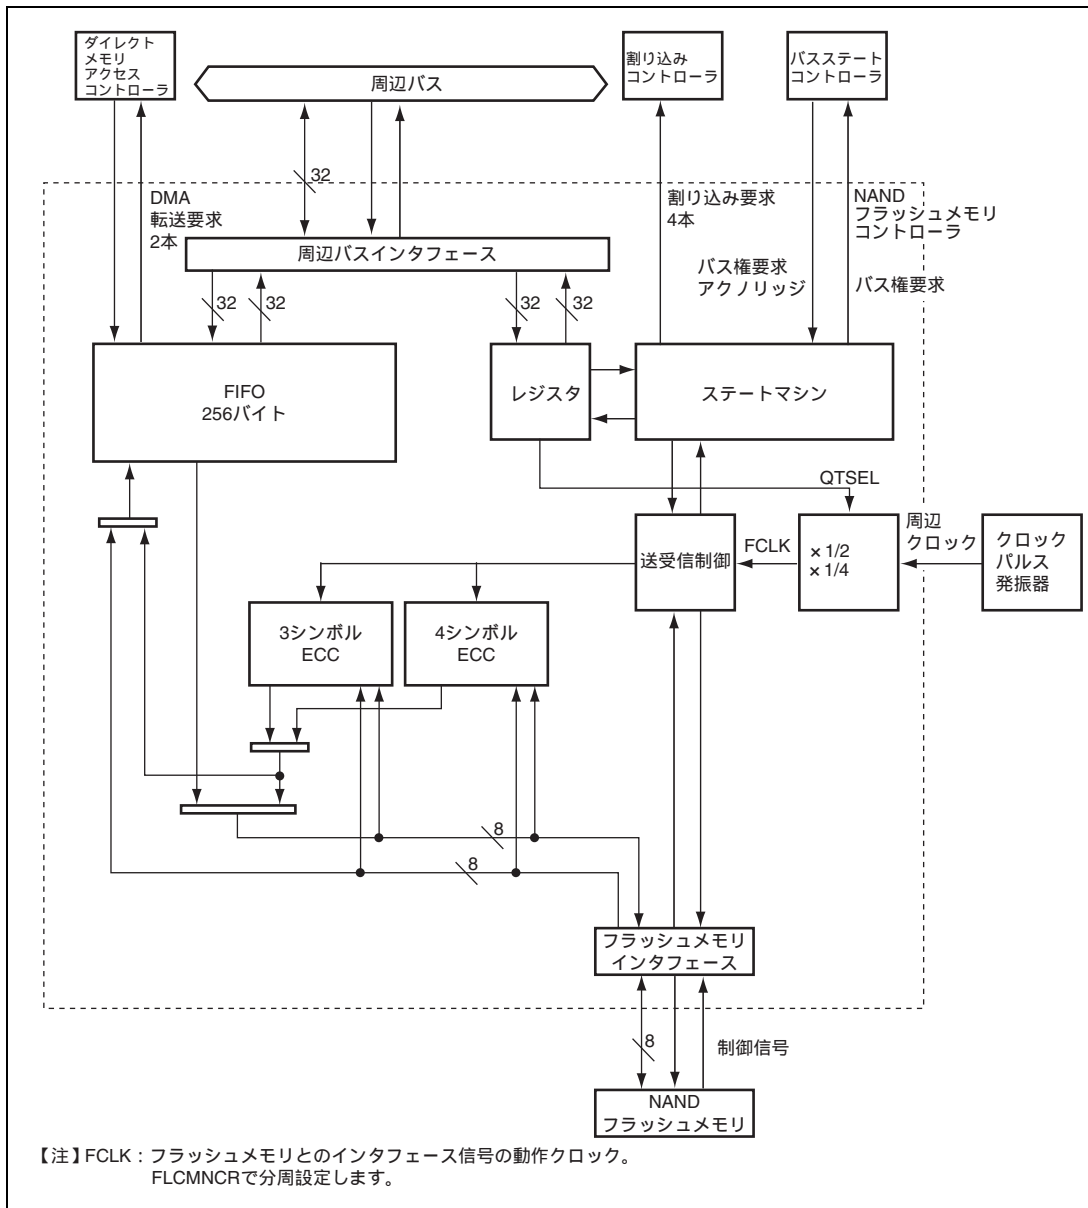 ダイレクト
メモリ
アクセス
コントローラ
周辺バス
割り込み
コントローラ
バスステート
コントローラ
32
DMA
転送要求
2本
割り込み要求
4本
NAND
フラッシュメモリ
コントローラ
周辺バスインタフェース
バス権要求
アクノリッジ
バス権要求
32
32
32
32
FIFO
256バイト
レジスタ
ステートマシン
QTSEL
送受信制御
FCLK
×1/2
×1/4
周辺
クロック
クロック
パルス
発振器
3シンボル
ECC
4シンボル
ECC
8
8
フラッシュメモリ
インタフェース
8
制御信号
NAND
フラッシュメモリ
【注】FCLK：フラッシュメモリとのインタフェース信号の動作クロック。
FLCMNCRで分周設定します。